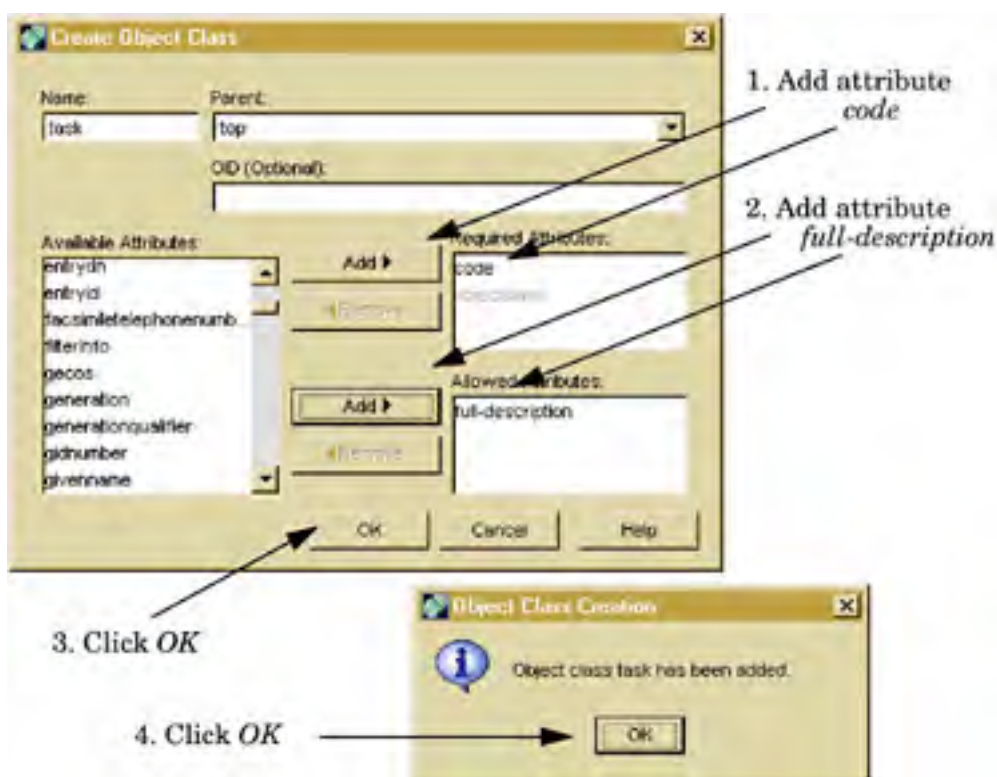 Create Object Class
1. Add attribute
code
Name:
Parent:
task
top
OID (Optional):
2. Add attribute
full-description
Available Attributes:
Required Attributes:
entrydn
entryid
facsimiletelephonenumb...
filterinfo
gecos
generation
generationqualifier
gidnumber
givenname
Add
Remove
code
objectclass
Allowed Attributes:
Add
Remove
full-description
OK
Cancel
Help
3. Click OK
Object Class Creation
Object class task has been added.
4. Click OK
OK